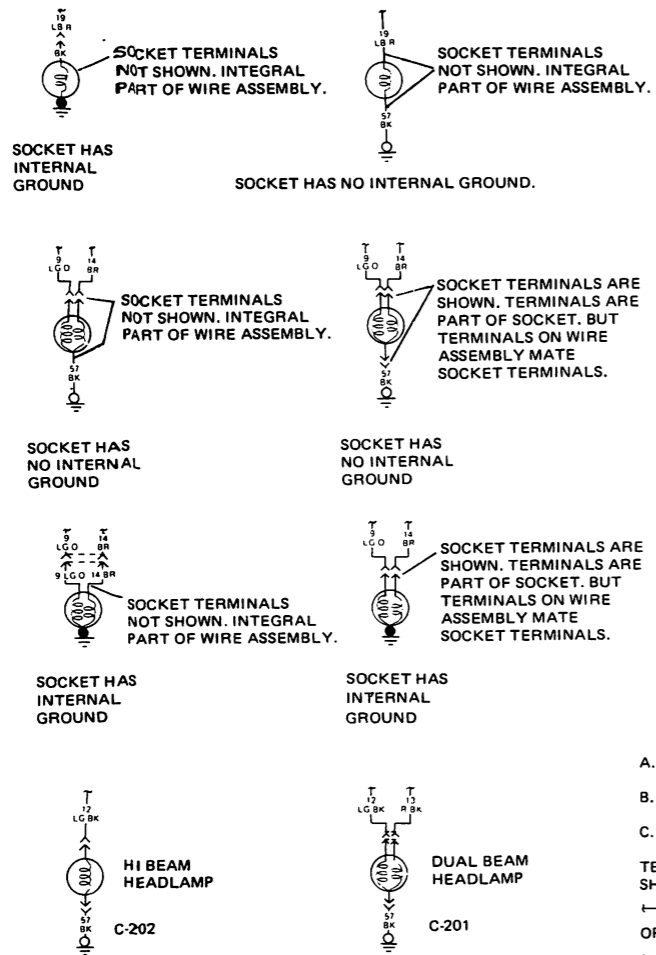 19
LB R
BK
SOCKET TERMINALS
NOT SHOWN. INTEGRAL
PART OF WIRE ASSEMBLY.
SOCKET HAS
INTERNAL
GROUND
19
LB R
SOCKET TERMINALS
NOT SHOWN. INTEGRAL
PART OF WIRE ASSEMBLY.
57
BK
SOCKET HAS NO INTERNAL GROUND.
9 14
LG O BR
SOCKET TERMINALS
NOT SHOWN. INTEGRAL
PART OF WIRE ASSEMBLY.
57
BK
SOCKET HAS
NO INTERNAL
GROUND
9 14
LG O BR
SOCKET TERMINALS ARE
SHOWN. TERMINALS ARE
PART OF SOCKET. BUT
TERMINALS ON WIRE
ASSEMBLY MATE
SOCKET TERMINALS.
57
BK
SOCKET HAS
NO INTERNAL
GROUND
9 14
LG O BR
9 LG O 14 BR
SOCKET TERMINALS
NOT SHOWN. INTEGRAL
PART OF WIRE ASSEMBLY.
SOCKET HAS
INTERNAL
GROUND
9 14
LG O BR
SOCKET TERMINALS ARE
SHOWN. TERMINALS ARE
PART OF SOCKET. BUT
TERMINALS ON WIRE
ASSEMBLY MATE
SOCKET TERMINALS.
SOCKET HAS
INTERNAL
GROUND
12
LG BK
HI BEAM
HEADLAMP
57
BK
C-202
12 13
LG BK R BK
DUAL BEAM
HEADLAMP
57
BK
C-201
A.
B.
C.
TE
SH
OF